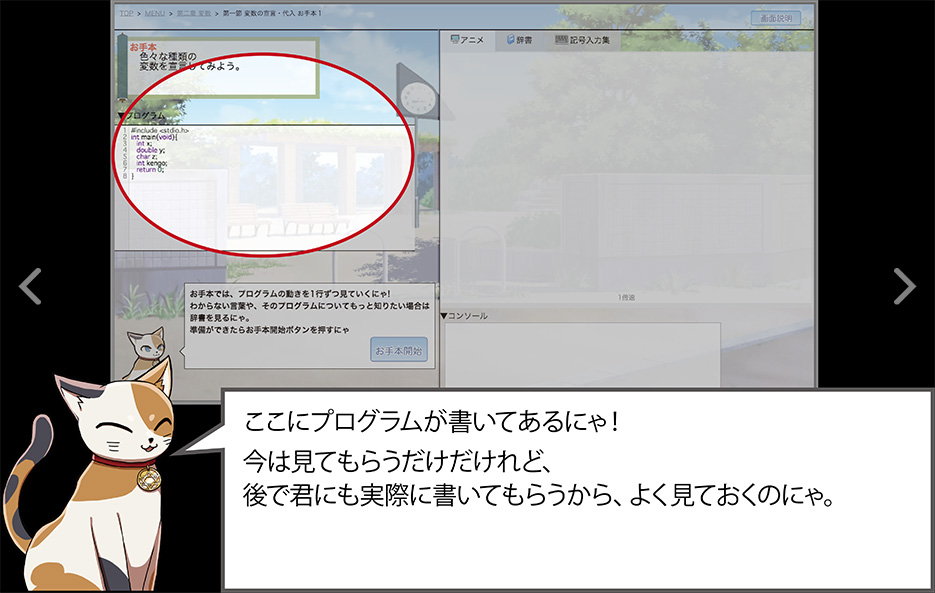 TOP > MENU > 第二章 変数 > 第一節 変数の宣言・代入 お手本1
画面説明
お手本
色々な種類の
変数を宣言してみよう。
アニメ
辞書
記号入力集
▼プログラム
1 #include <stdio.h>
2 int main(void){
3 int x;
4 double y;
5 char z;
6 int kengo;
7 return 0;
8 }
お手本では、プログラムの動きを1行ずつ見ていくにゃ!
わからない言葉や、そのプログラムについてもっと知りたい場合は
辞書を見るにゃ。
準備ができたらお手本開始ボタンを押すにゃ
お手本開始
1倍速
▼コンソール
ここにプログラムが書いてあるにゃ!
今は見てもらうだけだけれど、
後で君にも実際に書いてもらうから、よく見ておくのにゃ。